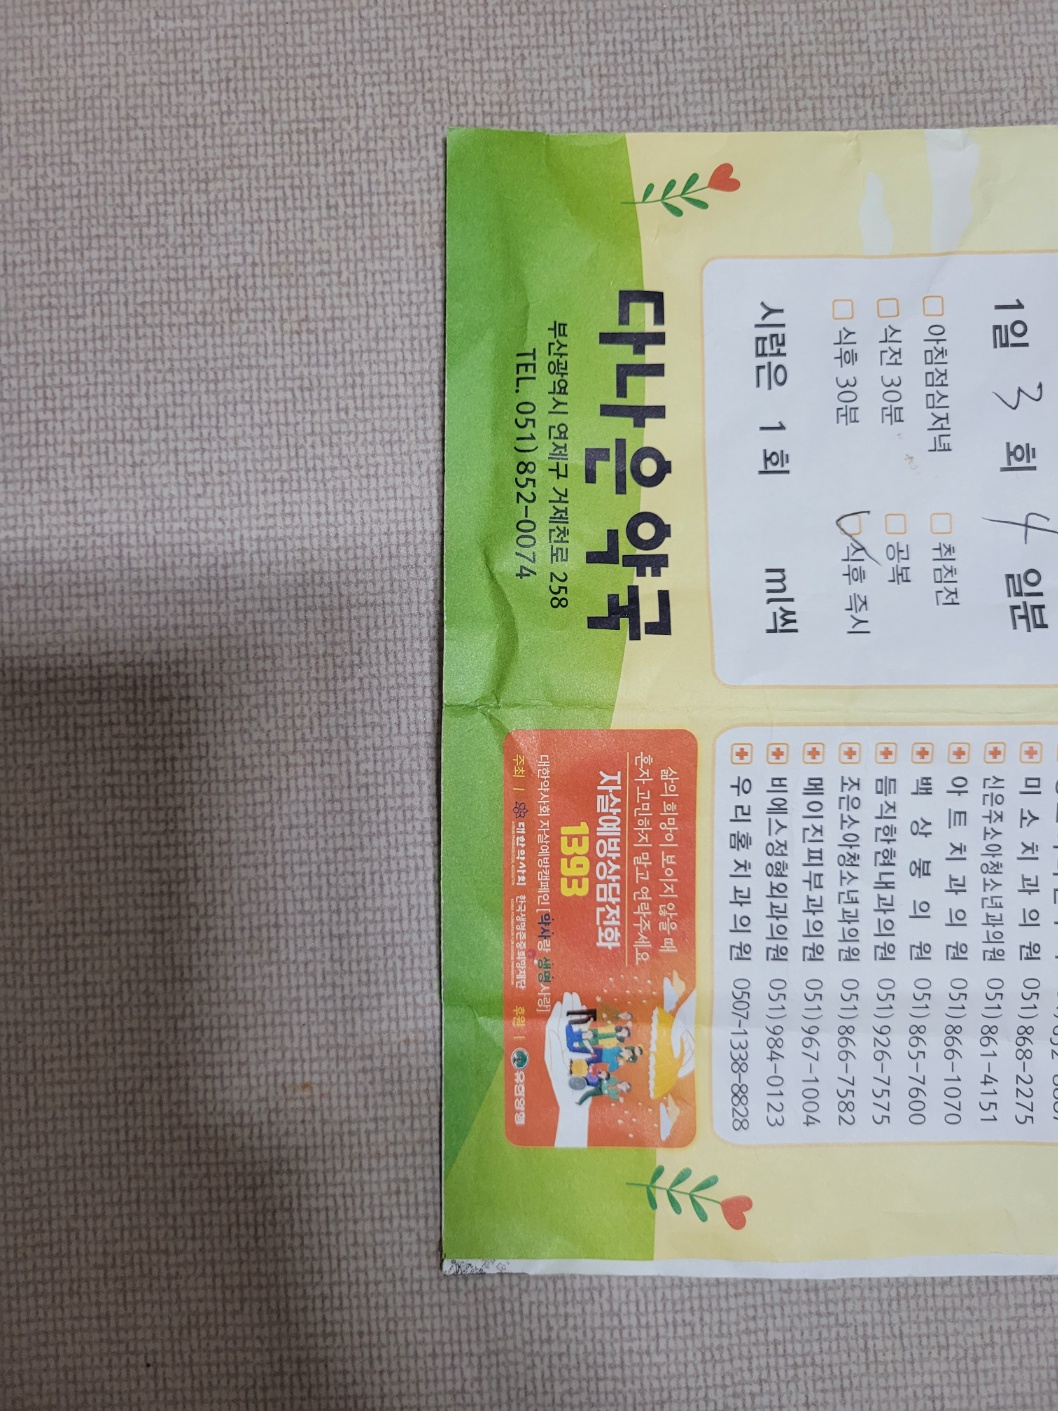 1일 3 회 4 일분
아침점심저녁 취침전
식전 30분 공복
식후 30분 식후 즉시
시럽은 1 회 ml씩
미 소 치 과 의 원 051) 868-2275
신은주소아청소년과의원 051) 861-4151
아 트 치 과 의 원 051) 866-1070
백 상 봉 의 원 051) 865-7600
듬직한현내과의원 051) 926-7575
조은소아청소년과의원 051) 866-7582
메이진피부과의원 051) 967-1004
비에스정형외과의원 051) 984-0123
우 리 홈 치 과 의 원 0507-1338-8828
다나은약국
부산광역시 연제구 거제천로 258
TEL. 051) 852-0074
삶의 희망이 보이지 않을 때
혼자 고민하지 말고 연락주세요
자살예방상담전화
1393
대한약사회 자살예방캠페인 [약사랑 생명사랑]
주최 | 대한약사회 한국생명존중희망재단 후원 | 유한양행